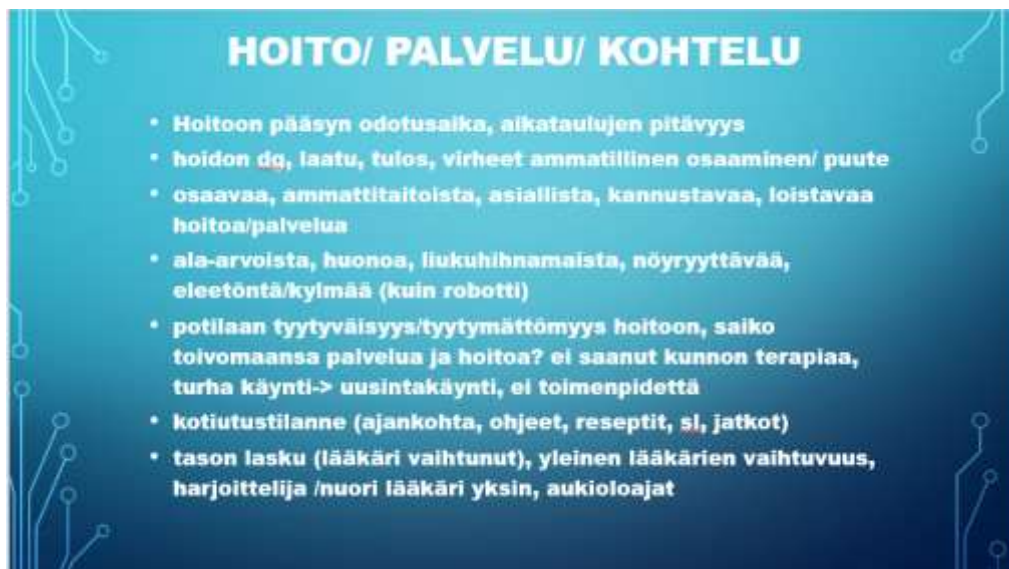 HOITO/ PALVELU/ KOHTELU
• Hoitoon pääsyn odotusaika, aikataulujen pitävyys
• hoidon dg, laatu, tulos, virheet ammatillinen osaaminen/ puute
• osaavaa, ammattitaitoista, asiallista, kannustavaa, loistavaa
hoitoa/palvelua
• ala-arvoista, huonoa, liukuhihnamaista, nöyryyttävää,
eleetöntä/kylmää (kuin robotti)
• potilaan tyytyväisyys/tyytymättömyys hoitoon, saiko
toivomaansa palvelua ja hoitoa? ei saanut kunnon terapiaa,
turha käynti-> uusintakäynti, ei toimenpidettä
• kotiutustilanne (ajankohta, ohjeet, reseptit, sl, jatkot)
• tason lasku (lääkäri vaihtunut), yleinen lääkärien vaihtuvuus,
harjoittelija /nuori lääkäri yksin, aukioloajat